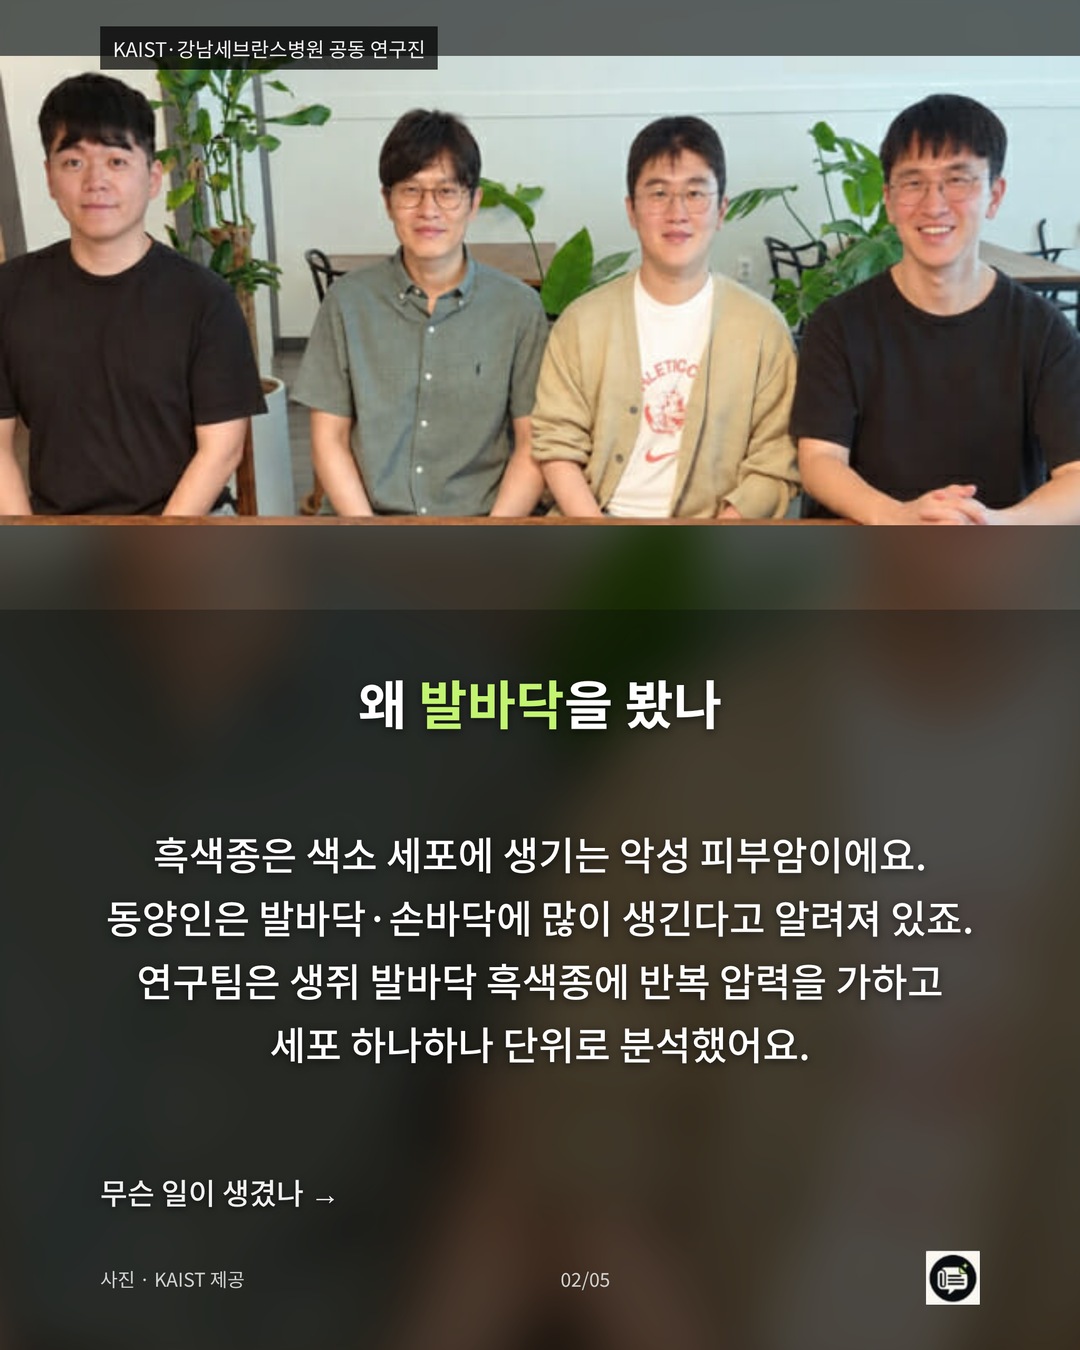 KAIST·강남세브란스병원 공동 연구진
왜 발바닥을 봤나
흑색종은 색소 세포에 생기는 악성 피부암이에요.
동양인은 발바닥·손바닥에 많이 생긴다고 알려져 있죠.
연구팀은 생쥐 발바닥 흑색종에 반복 압력을 가하고
세포 하나하나 단위로 분석했어요.
무슨 일이 생겼나 →
사진 · KAIST 제공
02/05